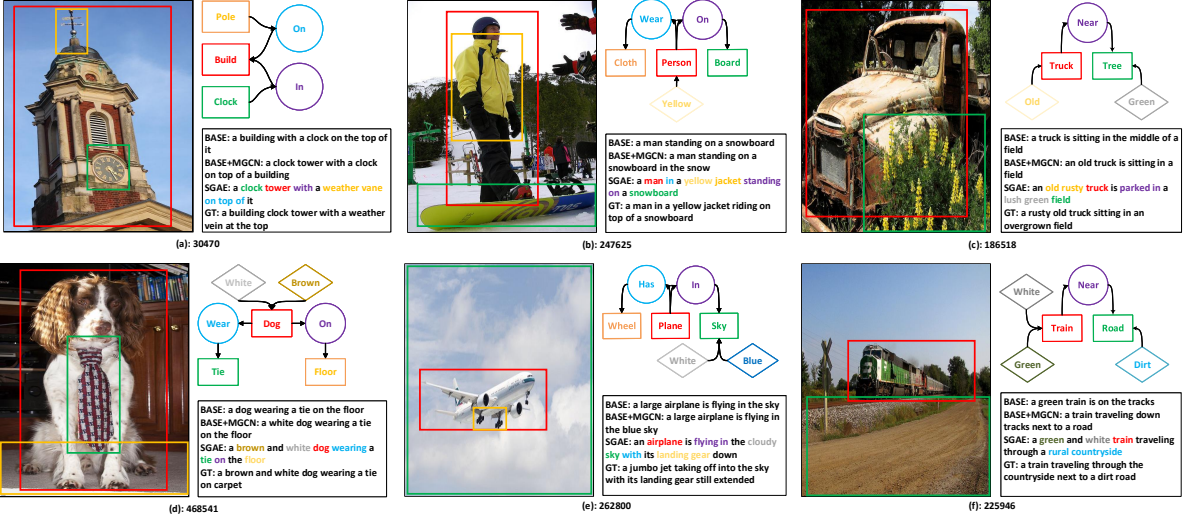 Pole
On
Build
In
Clock
BASE: a building with a clock on the top of
it
BASE+MGCN: a clock tower with a clock
on top of a building
SGAE: a clock tower with a weather vane
on top of it
GT: a building clock tower with a weather
vein at the top
(a): 30470
Wear
On
Cloth
Person
Board
Yellow
BASE: a man standing on a snowboard
BASE+MGCN: a man standing on a
snowboard in the snow
SGAE: a man in a yellow jacket standing
on a snowboard
GT: a man in a yellow jacket riding on
top of a snowboard
(b): 247625
Near
Truck
Tree
Old
Green
BASE: a truck is sitting in the middle of a
field
BASE+MGCN: an old truck is sitting in a
field
SGAE: an old rusty truck is parked in a
lush green field
GT: a rusty old truck sitting in an
overgrown field
(c): 186518
White
Brown
Wear
Dog
On
Tie
Floor
BASE: a dog wearing a tie on the floor
BASE+MGCN: a white dog wearing a tie
on the floor
SGAE: a brown and white dog wearing a
tie on the floor
GT: a brown and white dog wearing a tie
on carpet
(d): 468541
Has
In
Wheel
Plane
Sky
White
Blue
BASE: a large airplane is flying in the sky
BASE+MGCN: a large airplane is flying in
the blue sky
SGAE: an airplane is flying in the cloudy
sky with its landing gear down
GT: a jumbo jet taking off into the sky
with its landing gear still extended
(e): 262800
White
Near
Train
Road
Green
Dirt
BASE: a green train is on the tracks
BASE+MGCN: a train traveling down
tracks next to a road
SGAE: a green and white train traveling
through a rural countryside
GT: a train traveling through the
countryside next to a dirt road
(f): 225946